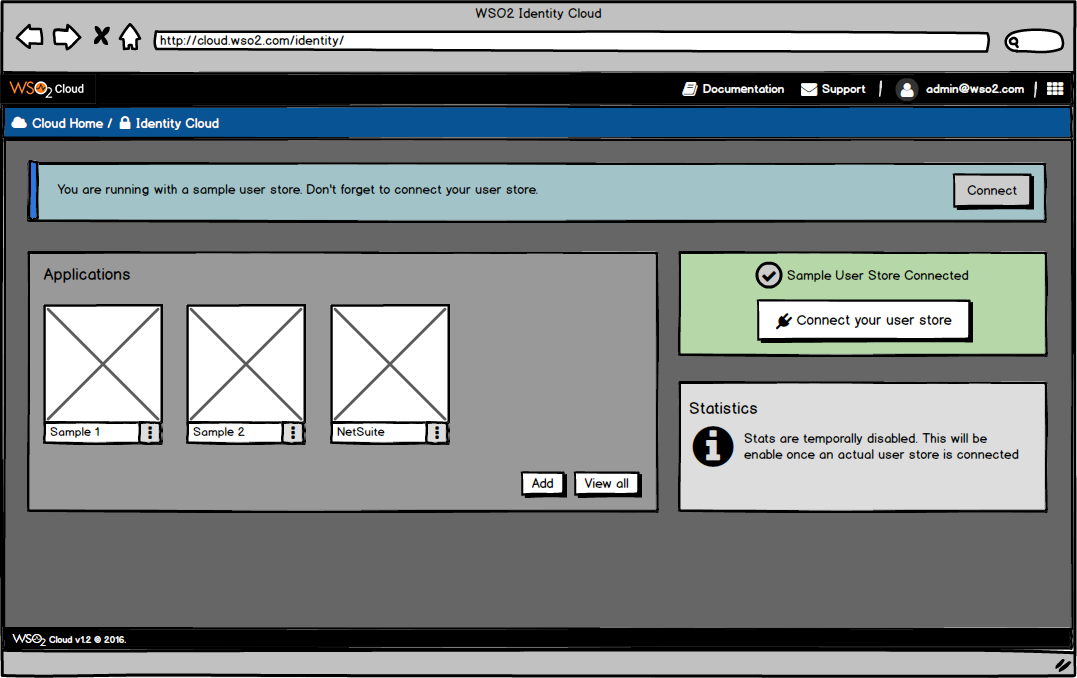 WSO2 Identity Cloud
http://cloud.wso2.com/identity/
WSO2 Cloud
Documentation Support | admin@wso2.com |
Cloud Home / Identity Cloud
You are running with a sample user store. Don't forget to connect your user store.
Connect
Applications
Sample 1
Sample 2
NetSuite
Add
View all
Sample User Store Connected
Connect your user store
Statistics
Stats are temporally disabled. This will be
enable once an actual user store is connected
WSO2 Cloud v1.2 © 2016.